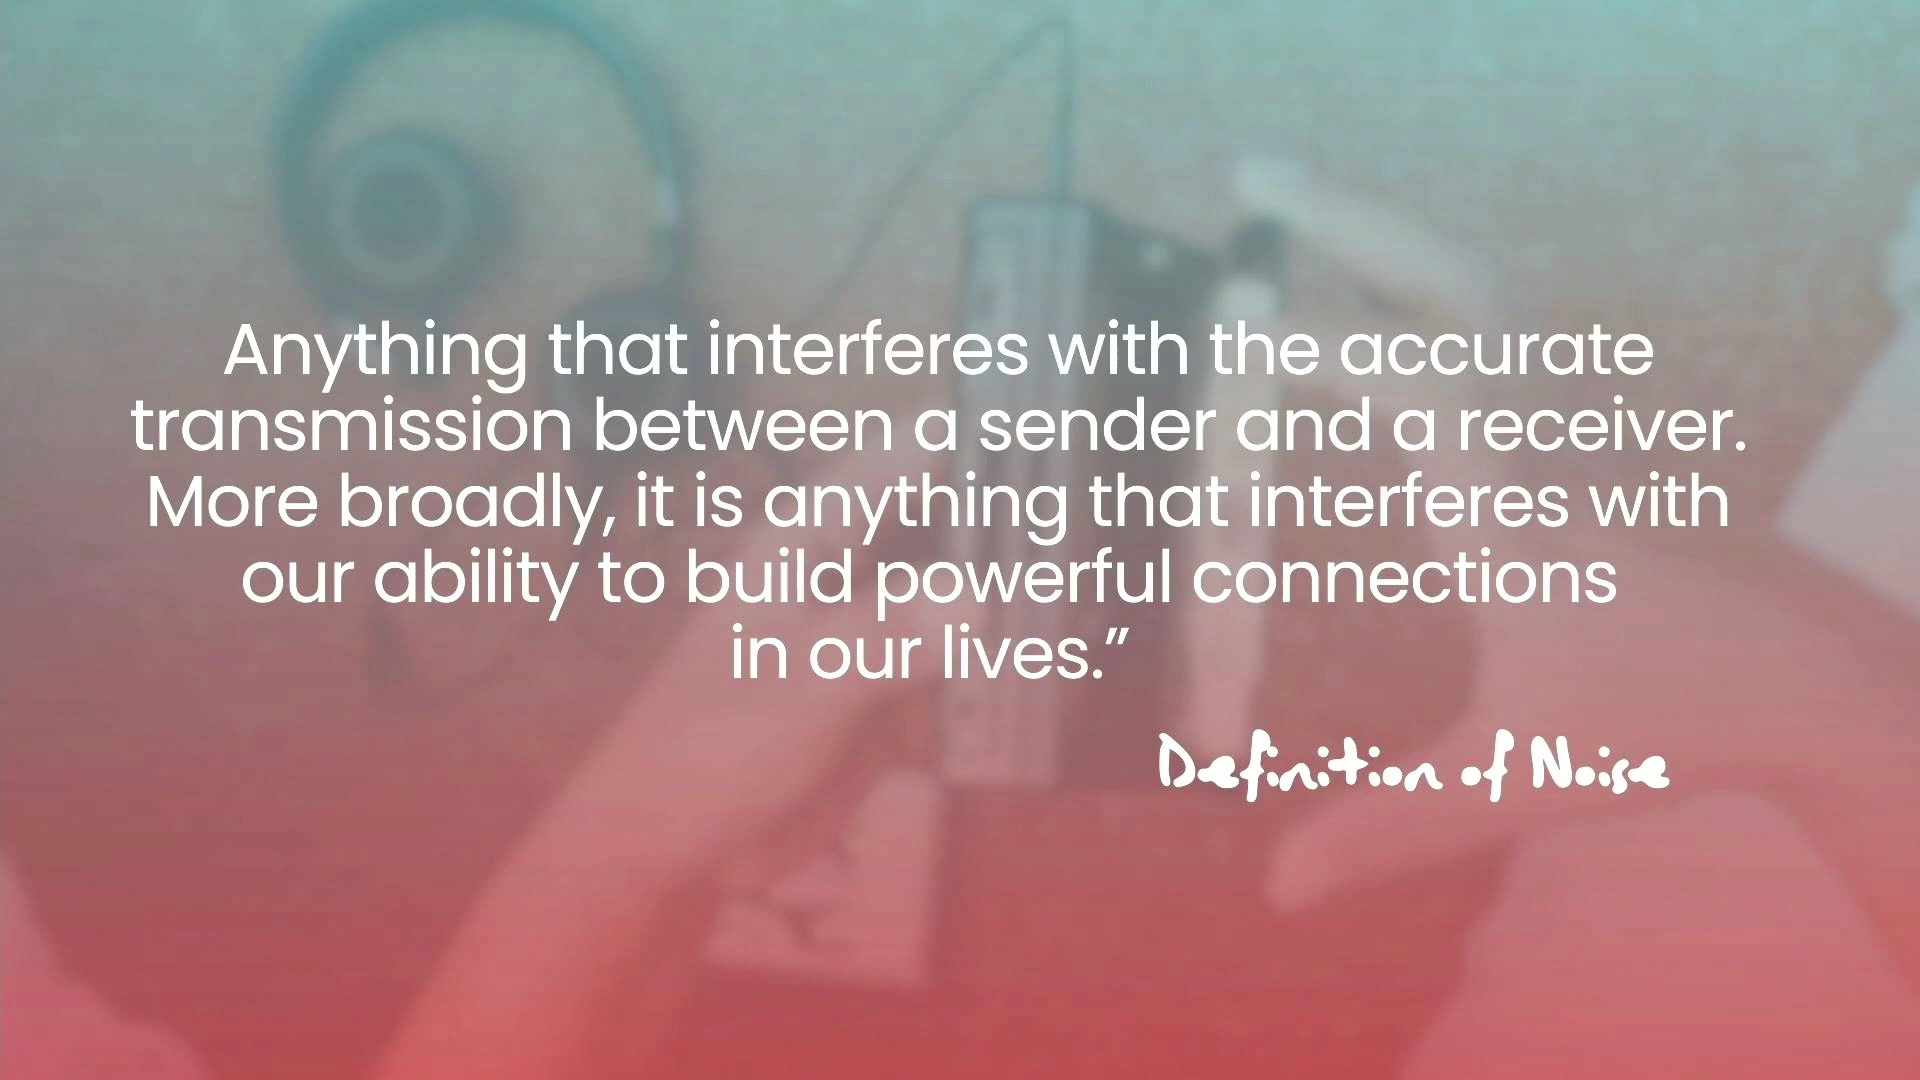 Anything that interferes with the accurate
transmission between a sender and a receiver.
More broadly, it is anything that interferes with
our ability to build powerful connections
in our lives.”
Definition of Noise